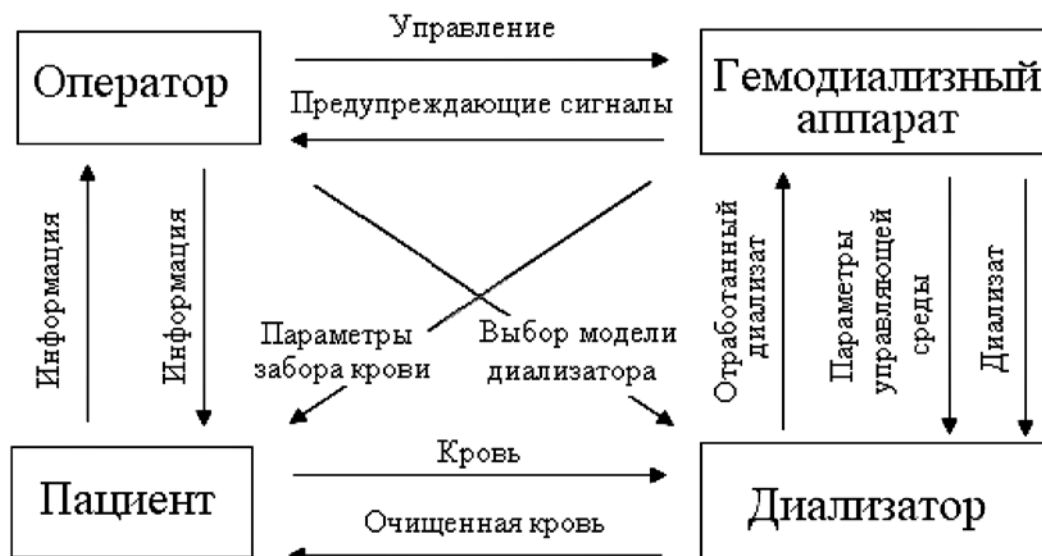 Управление
Оператор
Гемодиализный
аппарат
Предупреждающие сигналы
Информация
Информация
Параметры
забора крови
Выбор модели
диализатора
Отработанный
диализат
Параметры
управляющей
среды
Диализат
Кровь
Пациент
Диализатор
Очищенная кровь